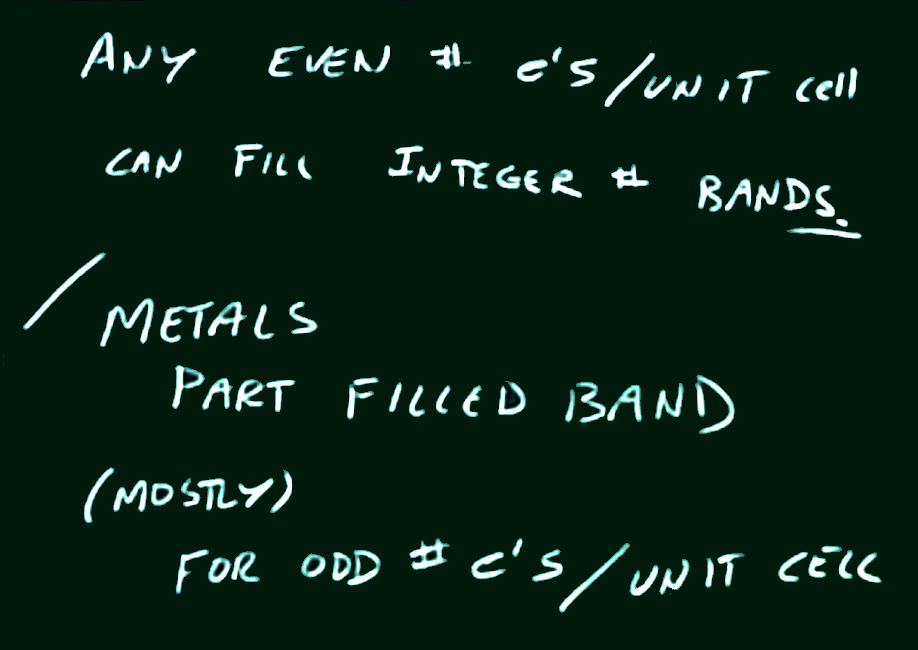 ANY EVEN # e's/UNIT cell
CAN FILL INTEGER # BANDS.
METALS
PART FILLED BAND
(MOSTLY)
FOR ODD # e's/UNIT CELL